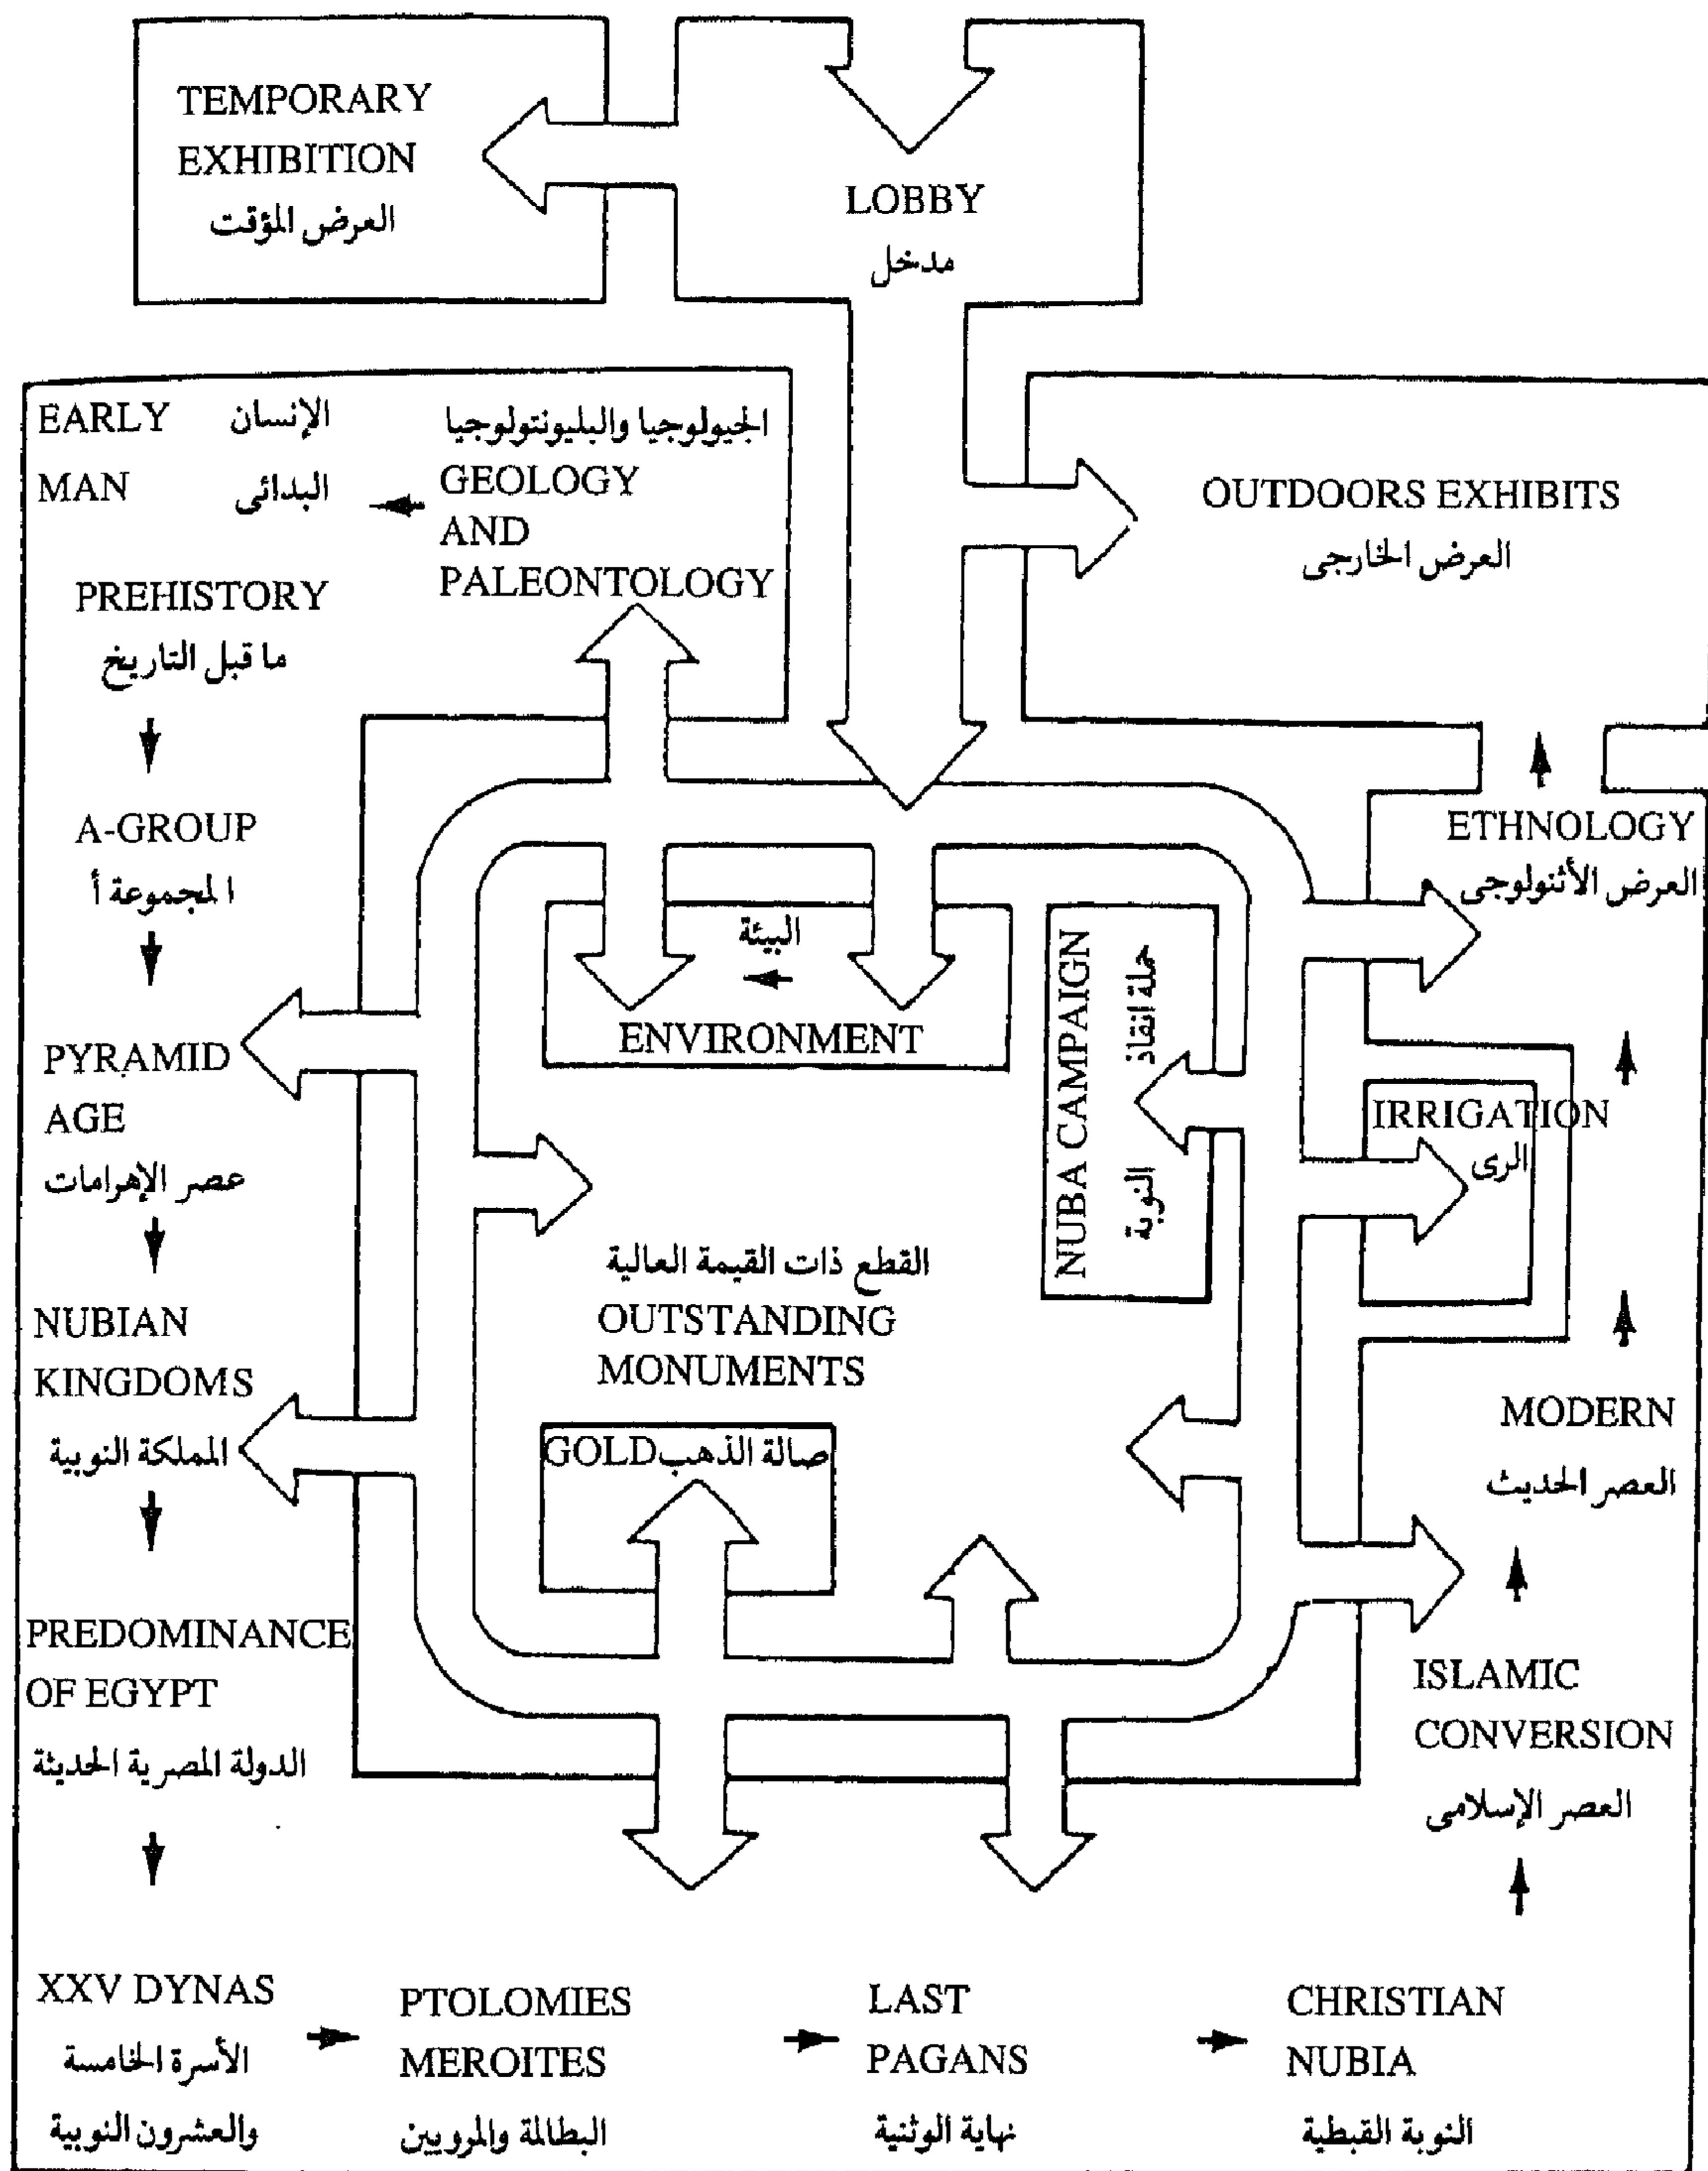 TEMPORARY
EXHIBITION
العرض المؤقت
LOBBY
مدخل
EARLY الإنسان
MAN البدائى
الجيولوجيا والبليونتولوجيا
GEOLOGY
AND
PALEONTOLOGY
OUTDOORS EXHIBITS
العرض الخارجى
PREHISTORY
ما قبل التاريخ
A-GROUP
المجموعة أ
PYRAMID
AGE
عصر الإهرامات
NUBIAN
KINGDOMS
المملكة النوبية
PREDOMINANCE
OF EGYPT
الدولة المصرية الحديثة
XXV DYNAS
الأسرة الخامسة
والعشرون النوبية
PTOLOMIES
MEROITES
البطالمة والمرويين
LAST
PAGANS
نهاية الوثنية
CHRISTIAN
NUBIA
النوبة القبطية
ISLAMIC
CONVERSION
العصر الإسلامى
MODERN
العصر الحديث
IRRIGATION
الرى
ETHNOLOGY
العرض الأثنولوجى
البيئة
ENVIRONMENT
NUBA CAMPAIGN
حملة انقاذ
النوبة
القطع ذات القيمة العالية
OUTSTANDING
MONUMENTS
GOLD صالة الذهب